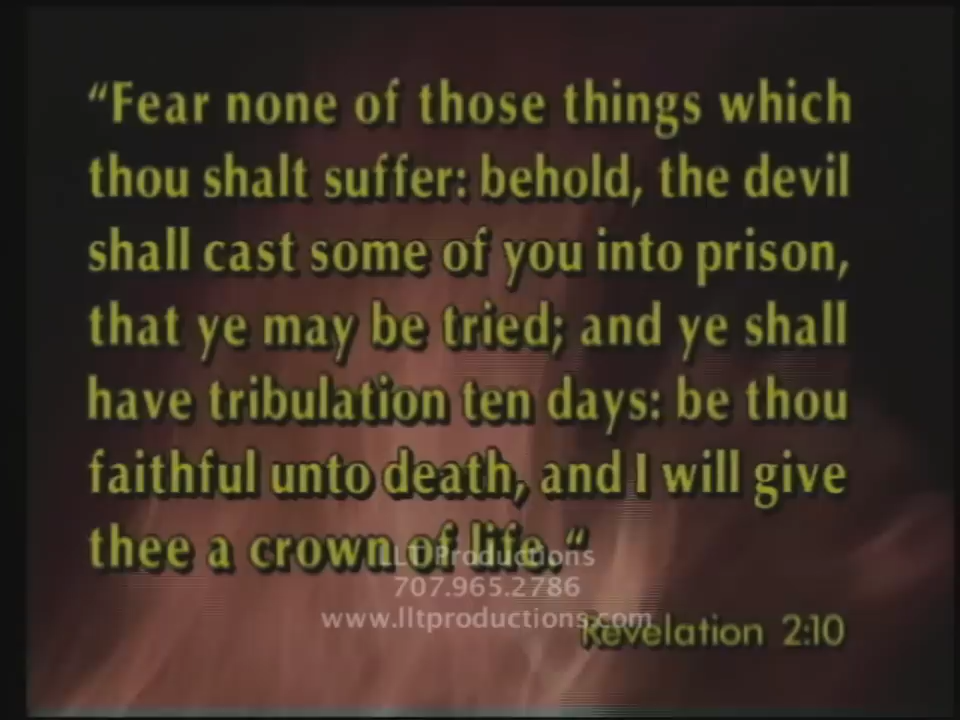 “Fear none of those things which
thou shalt suffer: behold, the devil
shall cast some of you into prison,
that ye may be tried; and ye shall
have tribulation ten days: be thou
faithful unto death, and I will give
thee a crown of life.“
LLT Productions
707.965.2786
www.lltproductions.com
Revelation 2:10